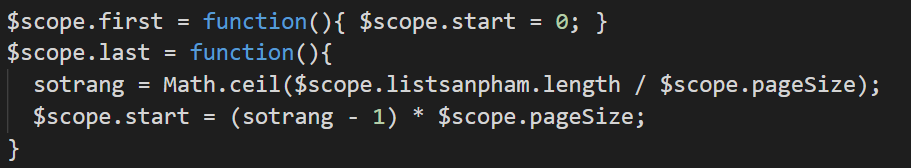 $scope.first = function(){ $scope.start = 0; }
$scope.last = function(){
  sotrang = Math.ceil($scope.listsanpham.length / $scope.pageSize);
  $scope.start = (sotrang - 1) * $scope.pageSize;
}